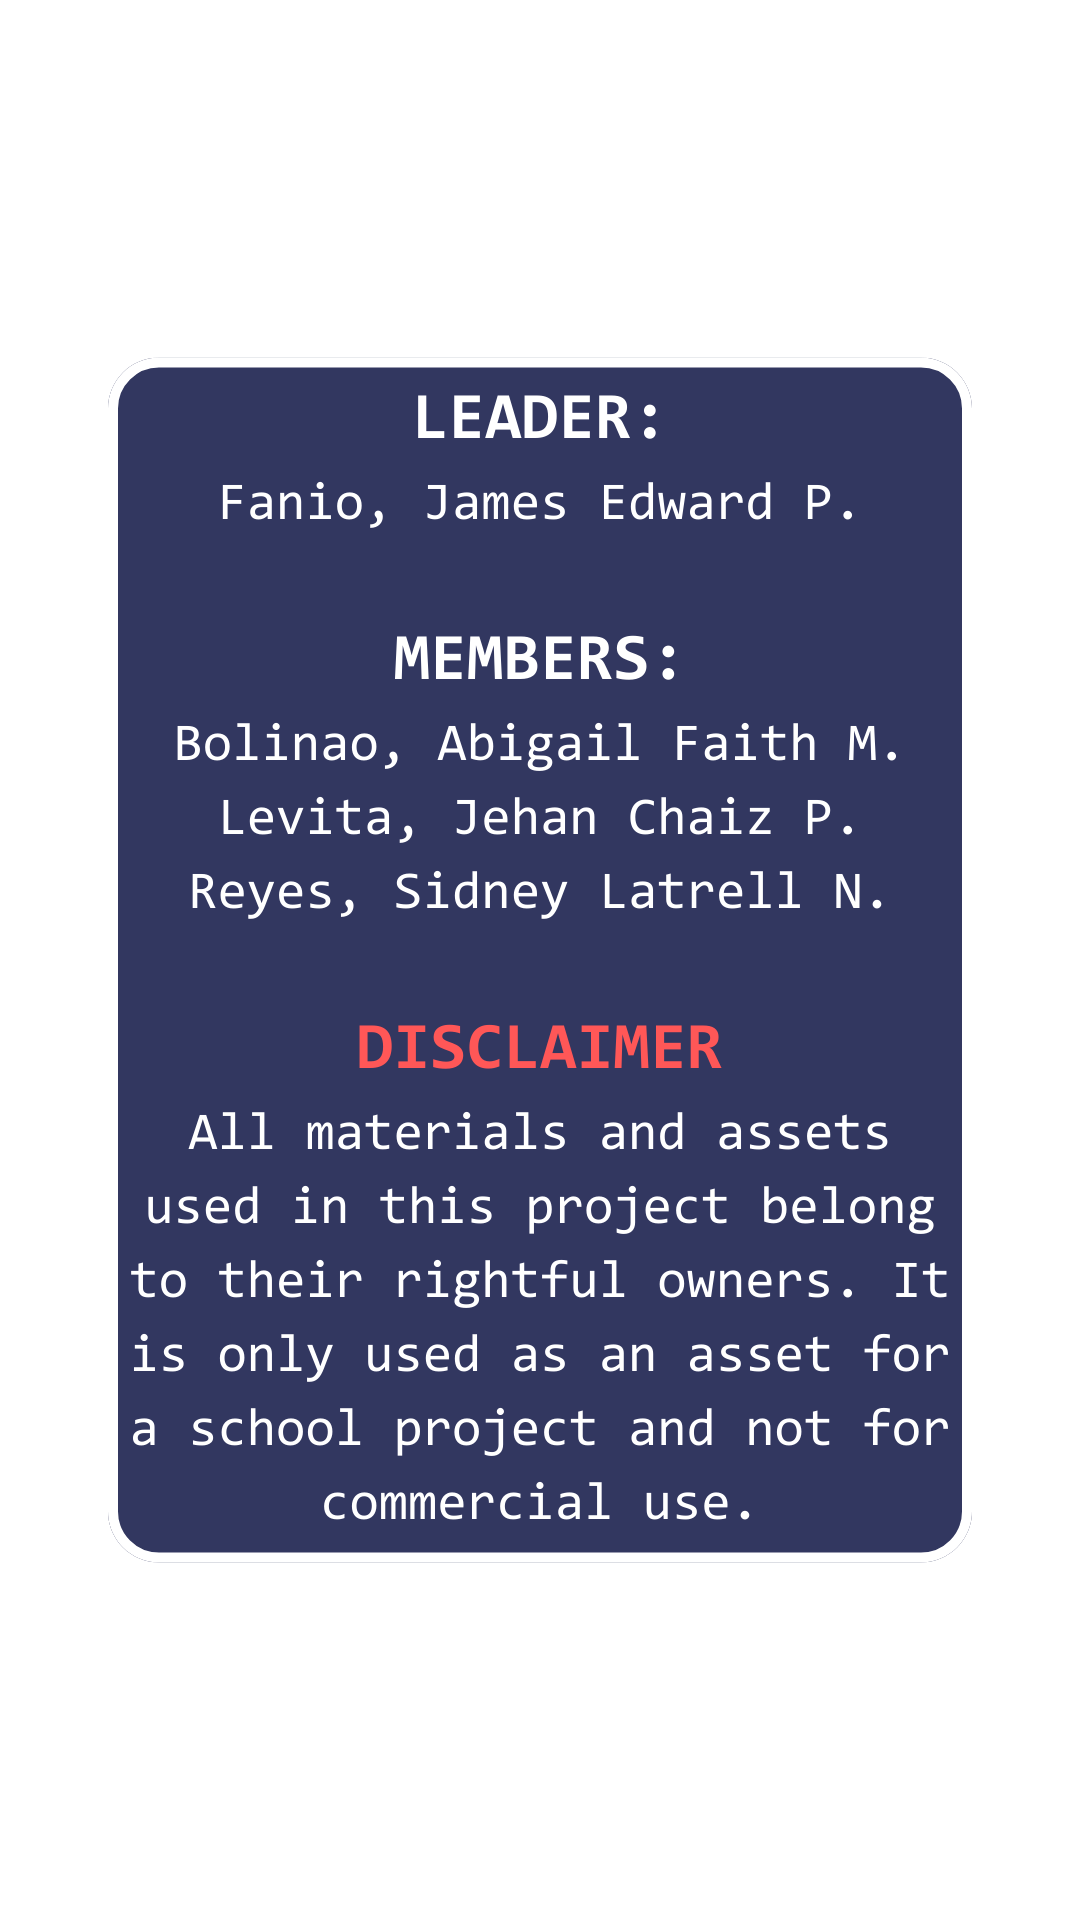 LEADER:
Fanio, James Edward P.
MEMBERS:
Bolinao, Abigail Faith M.
Levita, Jehan Chaiz P.
Reyes, Sidney Latrell N.
DISCLAIMER
All materials and assets
used in this project belong
to their rightful owners. It
is only used as an asset for
a school project and not for
commercial use.